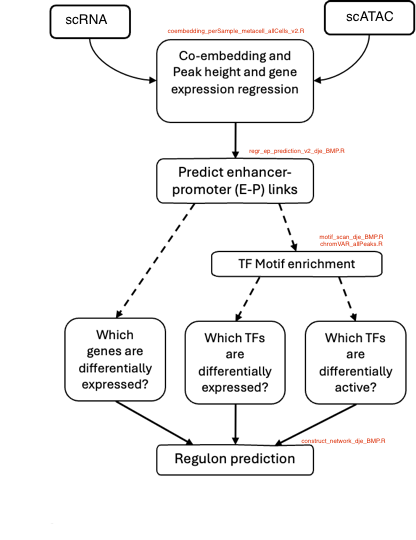 scRNA
scATAC
coembedding_perSample_metacell_allCells_v2.R
Co-embedding and
Peak height and gene
expression regression
regr_ep_prediction_v2_dje_BMP.R
Predict enhancer-
promoter (E-P) links
motif_scan_dje_BMP.R
chromVAR_allPeaks.R
TF Motif enrichment
Which
genes are
differentially
expressed?
Which TFs
are
differentially
expressed?
Which TFs
are
differentially
active?
construct_network_dje_BMP.R
Regulon prediction